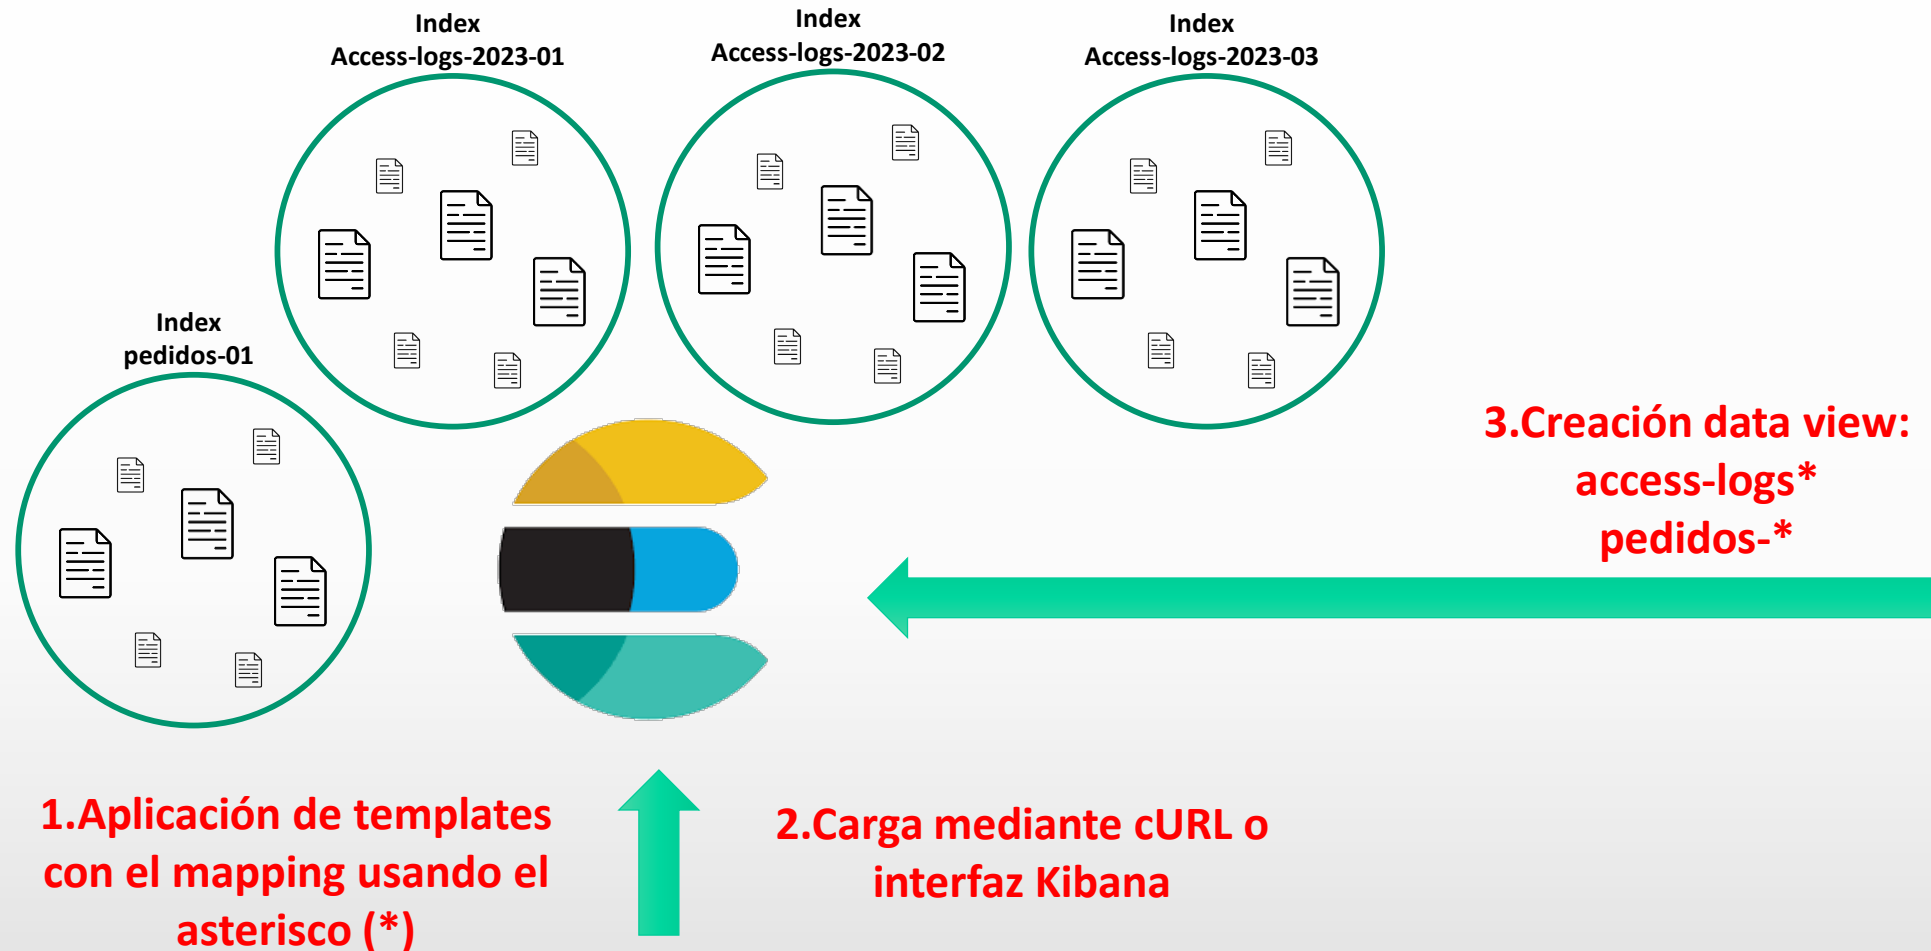 Index
Access-logs-2023-01
Index
Access-logs-2023-02
Index
Access-logs-2023-03
Index
pedidos-01
3.Creación data view:
access-logs*
pedidos-*
1.Aplicación de templates
con el mapping usando el
asterisco (*)
2.Carga mediante cURL o
interfaz Kibana